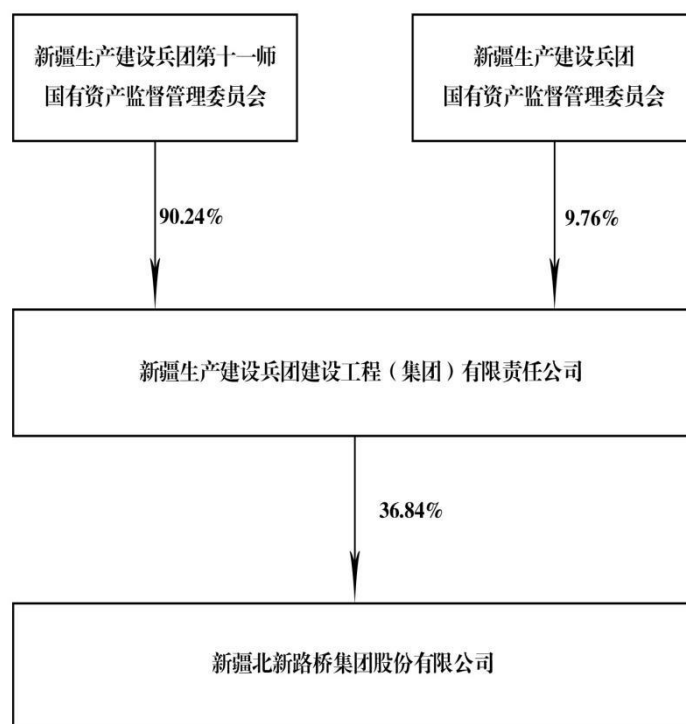 新疆生产建设兵团第十一师
国有资产监督管理委员会
新疆生产建设兵团
国有资产监督管理委员会
90.24%
9.76%
新疆生产建设兵团建设工程（集团）有限责任公司
36.84%
新疆北新路桥集团股份有限公司